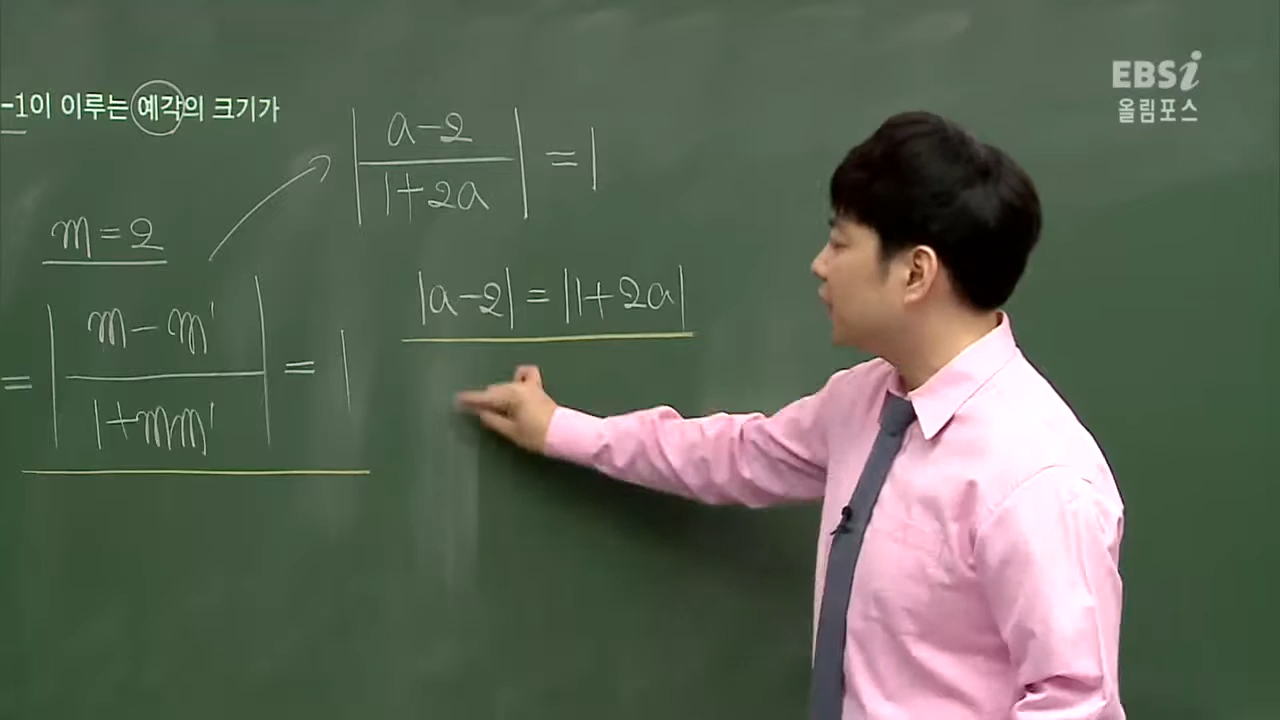 -1이 이루는 예각의 크기가
m=2
= |m-m' / 1+mm'| = 1
|a-2 / 1+2a| = 1
|a-2| = |1+2a|
EBSi
올림포스